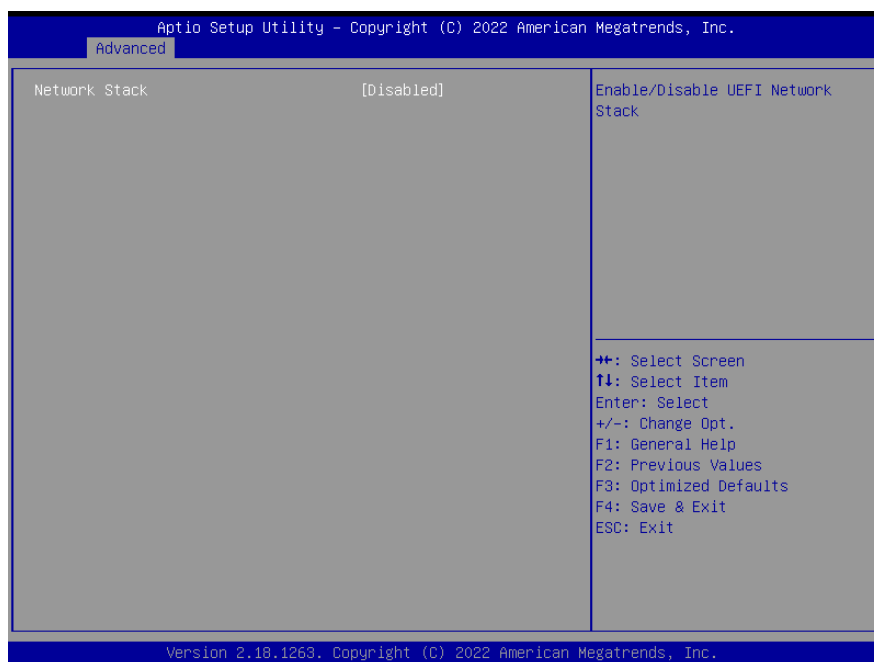 Aptio Setup Utility – Copyright (C) 2022 American Megatrends, Inc.
Advanced
Network Stack [Disabled]
Enable/Disable UEFI Network
Stack
→←: Select Screen
↑↓: Select Item
Enter: Select
+/-: Change Opt.
F1: General Help
F2: Previous Values
F3: Optimized Defaults
F4: Save & Exit
ESC: Exit
Version 2.18.1263. Copyright (C) 2022 American Megatrends, Inc.